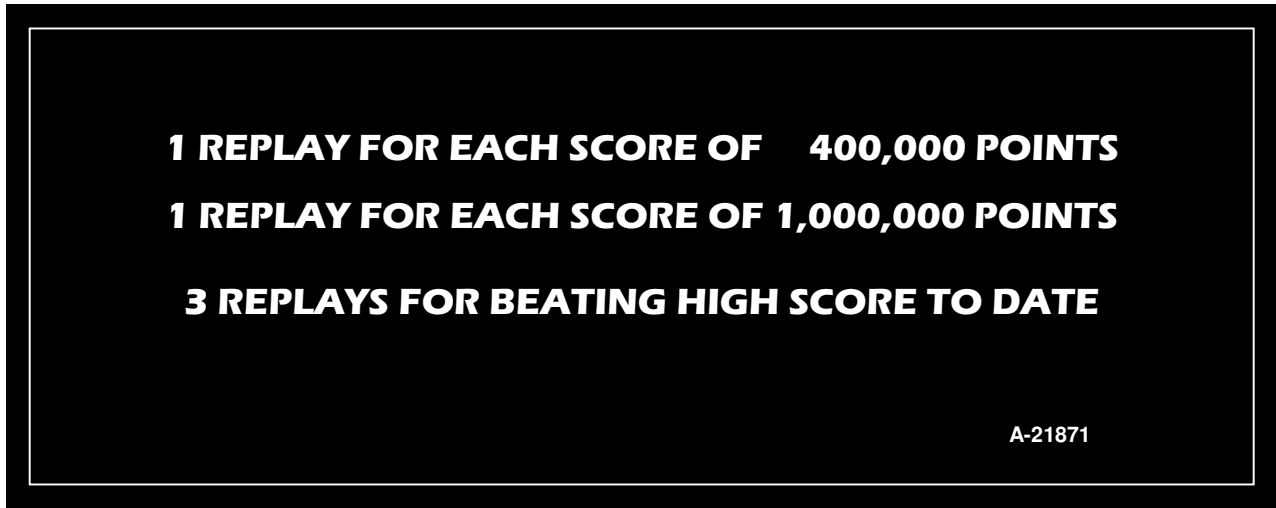 1 REPLAY FOR EACH SCORE OF 400,000 POINTS
1 REPLAY FOR EACH SCORE OF 1,000,000 POINTS
3 REPLAYS FOR BEATING HIGH SCORE TO DATE
A-21871